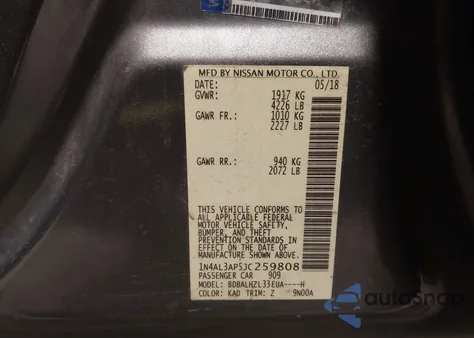 MFD BY NISSAN MOTOR CO., LTD.
DATE: 05/18
GVWR: 1917 KG
4226 LB
GAWR FR.: 1010 KG
2227 LB
GAWR RR.: 940 KG
2072 LB
THIS VEHICLE CONFORMS TO
ALL APPLICABLE FEDERAL
MOTOR VEHICLE SAFETY,
BUMPER, AND THEFT
PREVENTION STANDARDS IN
EFFECT ON THE DATE OF
MANUFACTURE SHOWN ABOVE.
1N4AL3AP5JC259808
PASSENGER CAR 909
MODEL: BDBALHZL33EUA----H
COLOR: KAD TRIM: Z 9N00A
autosnap